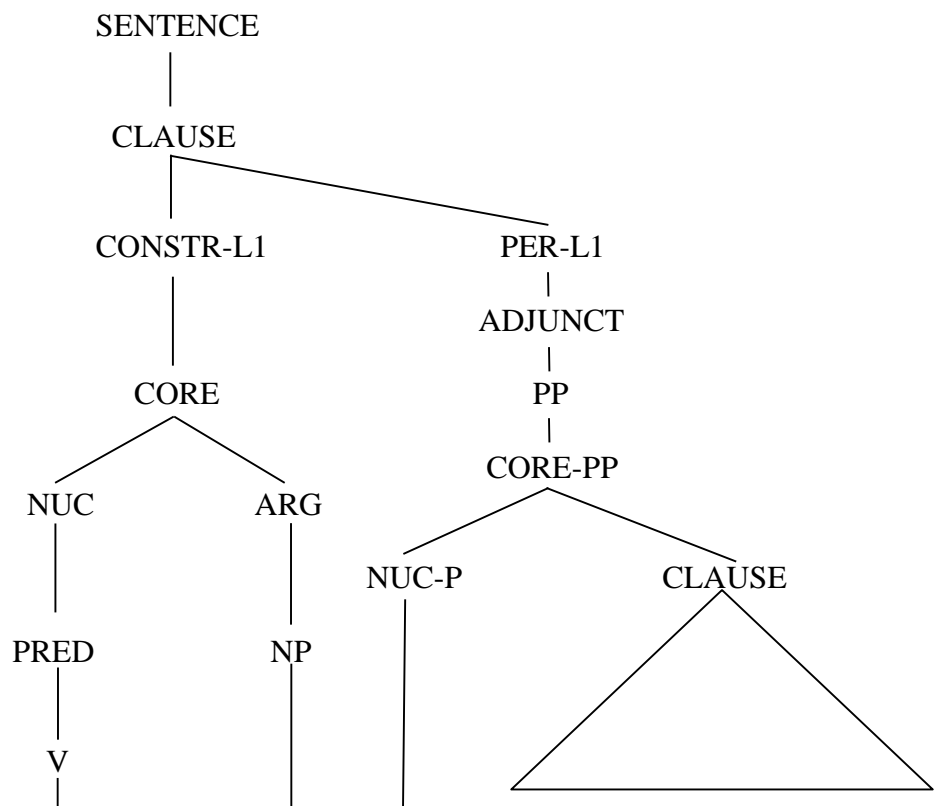 SENTENCE
CLAUSE
CONSTR-L1 PER-L1
ADJUNCT
CORE PP
CORE-PP
NUC ARG
NUC-P CLAUSE
PRED NP
V